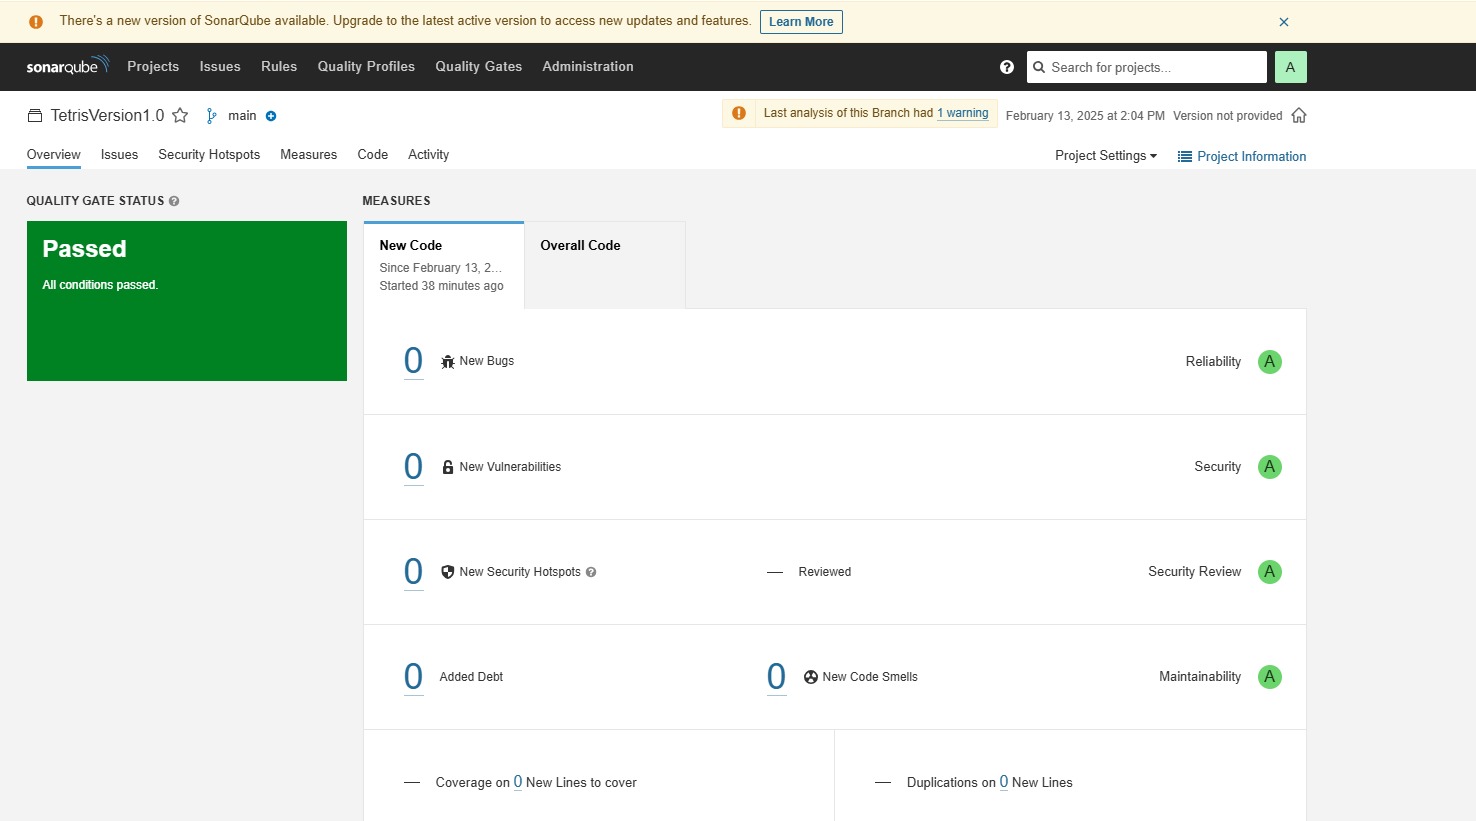 There's a new version of SonarQube available. Upgrade to the latest active version to access new updates and features. Learn More
sonarqube Projects Issues Rules Quality Profiles Quality Gates Administration Search for projects... A
TetrisVersion1.0 main Last analysis of this Branch had 1 warning February 13, 2025 at 2:04 PM Version not provided
Overview Issues Security Hotspots Measures Code Activity Project Settings Project Information
QUALITY GATE STATUS
MEASURES
Passed
All conditions passed.
New Code
Since February 13, 2...
Started 38 minutes ago
Overall Code
0 New Bugs Reliability A
0 New Vulnerabilities Security A
0 New Security Hotspots — Reviewed Security Review A
0 Added Debt 0 New Code Smells Maintainability A
— Coverage on 0 New Lines to cover — Duplications on 0 New Lines